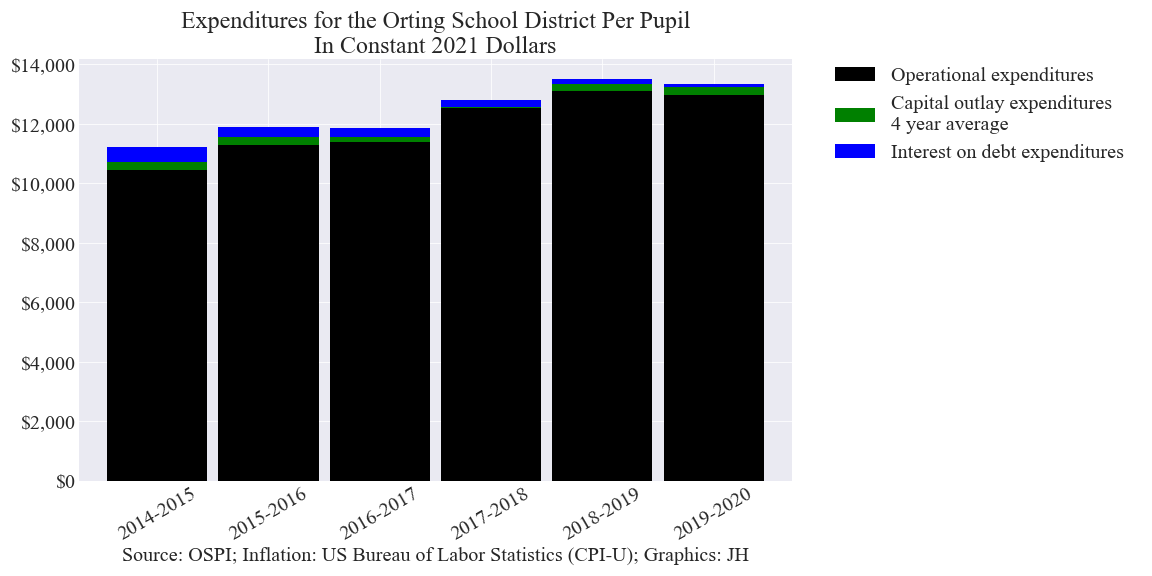 Expenditures for the Orting School District Per Pupil
In Constant 2021 Dollars
$14,000
$12,000
$10,000
$8,000
$6,000
$4,000
$2,000
$0
2014-2015
2015-2016
2016-2017
2017-2018
2018-2019
2019-2020
Source: OSPI; Inflation: US Bureau of Labor Statistics (CPI-U); Graphics: JH
Operational expenditures
Capital outlay expenditures
4 year average
Interest on debt expenditures